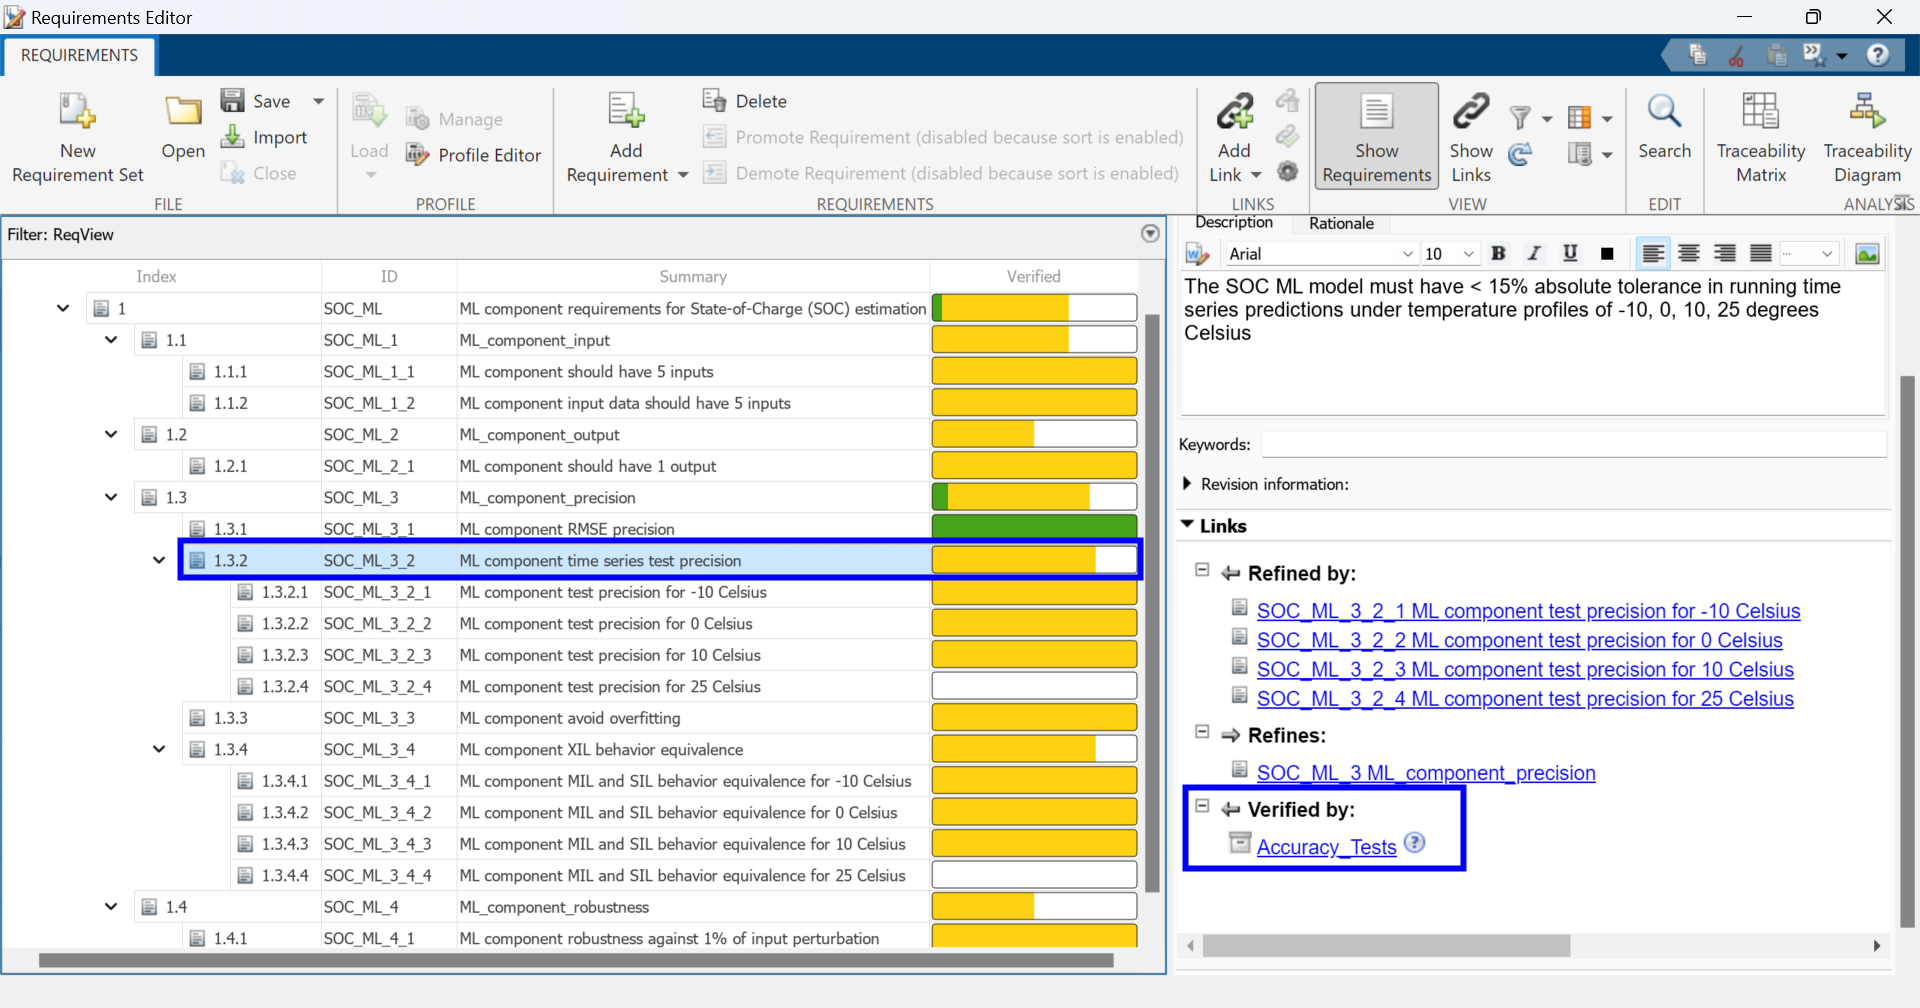 Requirements Editor
REQUIREMENTS
New
Requirement Set
Open
Save
Import
Close
FILE
Load
Manage
Profile Editor
PROFILE
Add
Requirement
Delete
Promote Requirement (disabled because sort is enabled)
Demote Requirement (disabled because sort is enabled)
REQUIREMENTS
Add
Link
LINKS
Show
Requirements
Show
Links
VIEW
Search
EDIT
Traceability
Matrix
Traceability
Diagram
ANALYSIS
Filter: ReqView
Index ID Summary Verified
1 SOC_ML ML component requirements for State-of-Charge (SOC) estimation
1.1 SOC_ML_1 ML_component_input
1.1.1 SOC_ML_1_1 ML component should have 5 inputs
1.1.2 SOC_ML_1_2 ML component input data should have 5 inputs
1.2 SOC_ML_2 ML_component_output
1.2.1 SOC_ML_2_1 ML component should have 1 output
1.3 SOC_ML_3 ML_component_precision
1.3.1 SOC_ML_3_1 ML component RMSE precision
1.3.2 SOC_ML_3_2 ML component time series test precision
1.3.2.1 SOC_ML_3_2_1 ML component test precision for -10 Celsius
1.3.2.2 SOC_ML_3_2_2 ML component test precision for 0 Celsius
1.3.2.3 SOC_ML_3_2_3 ML component test precision for 10 Celsius
1.3.2.4 SOC_ML_3_2_4 ML component test precision for 25 Celsius
1.3.3 SOC_ML_3_3 ML component avoid overfitting
1.3.4 SOC_ML_3_4 ML component XIL behavior equivalence
1.3.4.1 SOC_ML_3_4_1 ML component MIL and SIL behavior equivalence for -10 Celsius
1.3.4.2 SOC_ML_3_4_2 ML component MIL and SIL behavior equivalence for 0 Celsius
1.3.4.3 SOC_ML_3_4_3 ML component MIL and SIL behavior equivalence for 10 Celsius
1.3.4.4 SOC_ML_3_4_4 ML component MIL and SIL behavior equivalence for 25 Celsius
1.4 SOC_ML_4 ML_component_robustness
1.4.1 SOC_ML_4_1 ML component robustness against 1% of input perturbation
Description Rationale
Arial 10 B I U ...
The SOC ML model must have < 15% absolute tolerance in running time
series predictions under temperature profiles of -10, 0, 10, 25 degrees
Celsius
Keywords:
Revision information:
Links
Refined by:
SOC_ML_3_2_1 ML component test precision for -10 Celsius
SOC_ML_3_2_2 ML component test precision for 0 Celsius
SOC_ML_3_2_3 ML component test precision for 10 Celsius
SOC_ML_3_2_4 ML component test precision for 25 Celsius
Refines:
SOC_ML_3 ML_component_precision
Verified by:
Accuracy_Tests ?